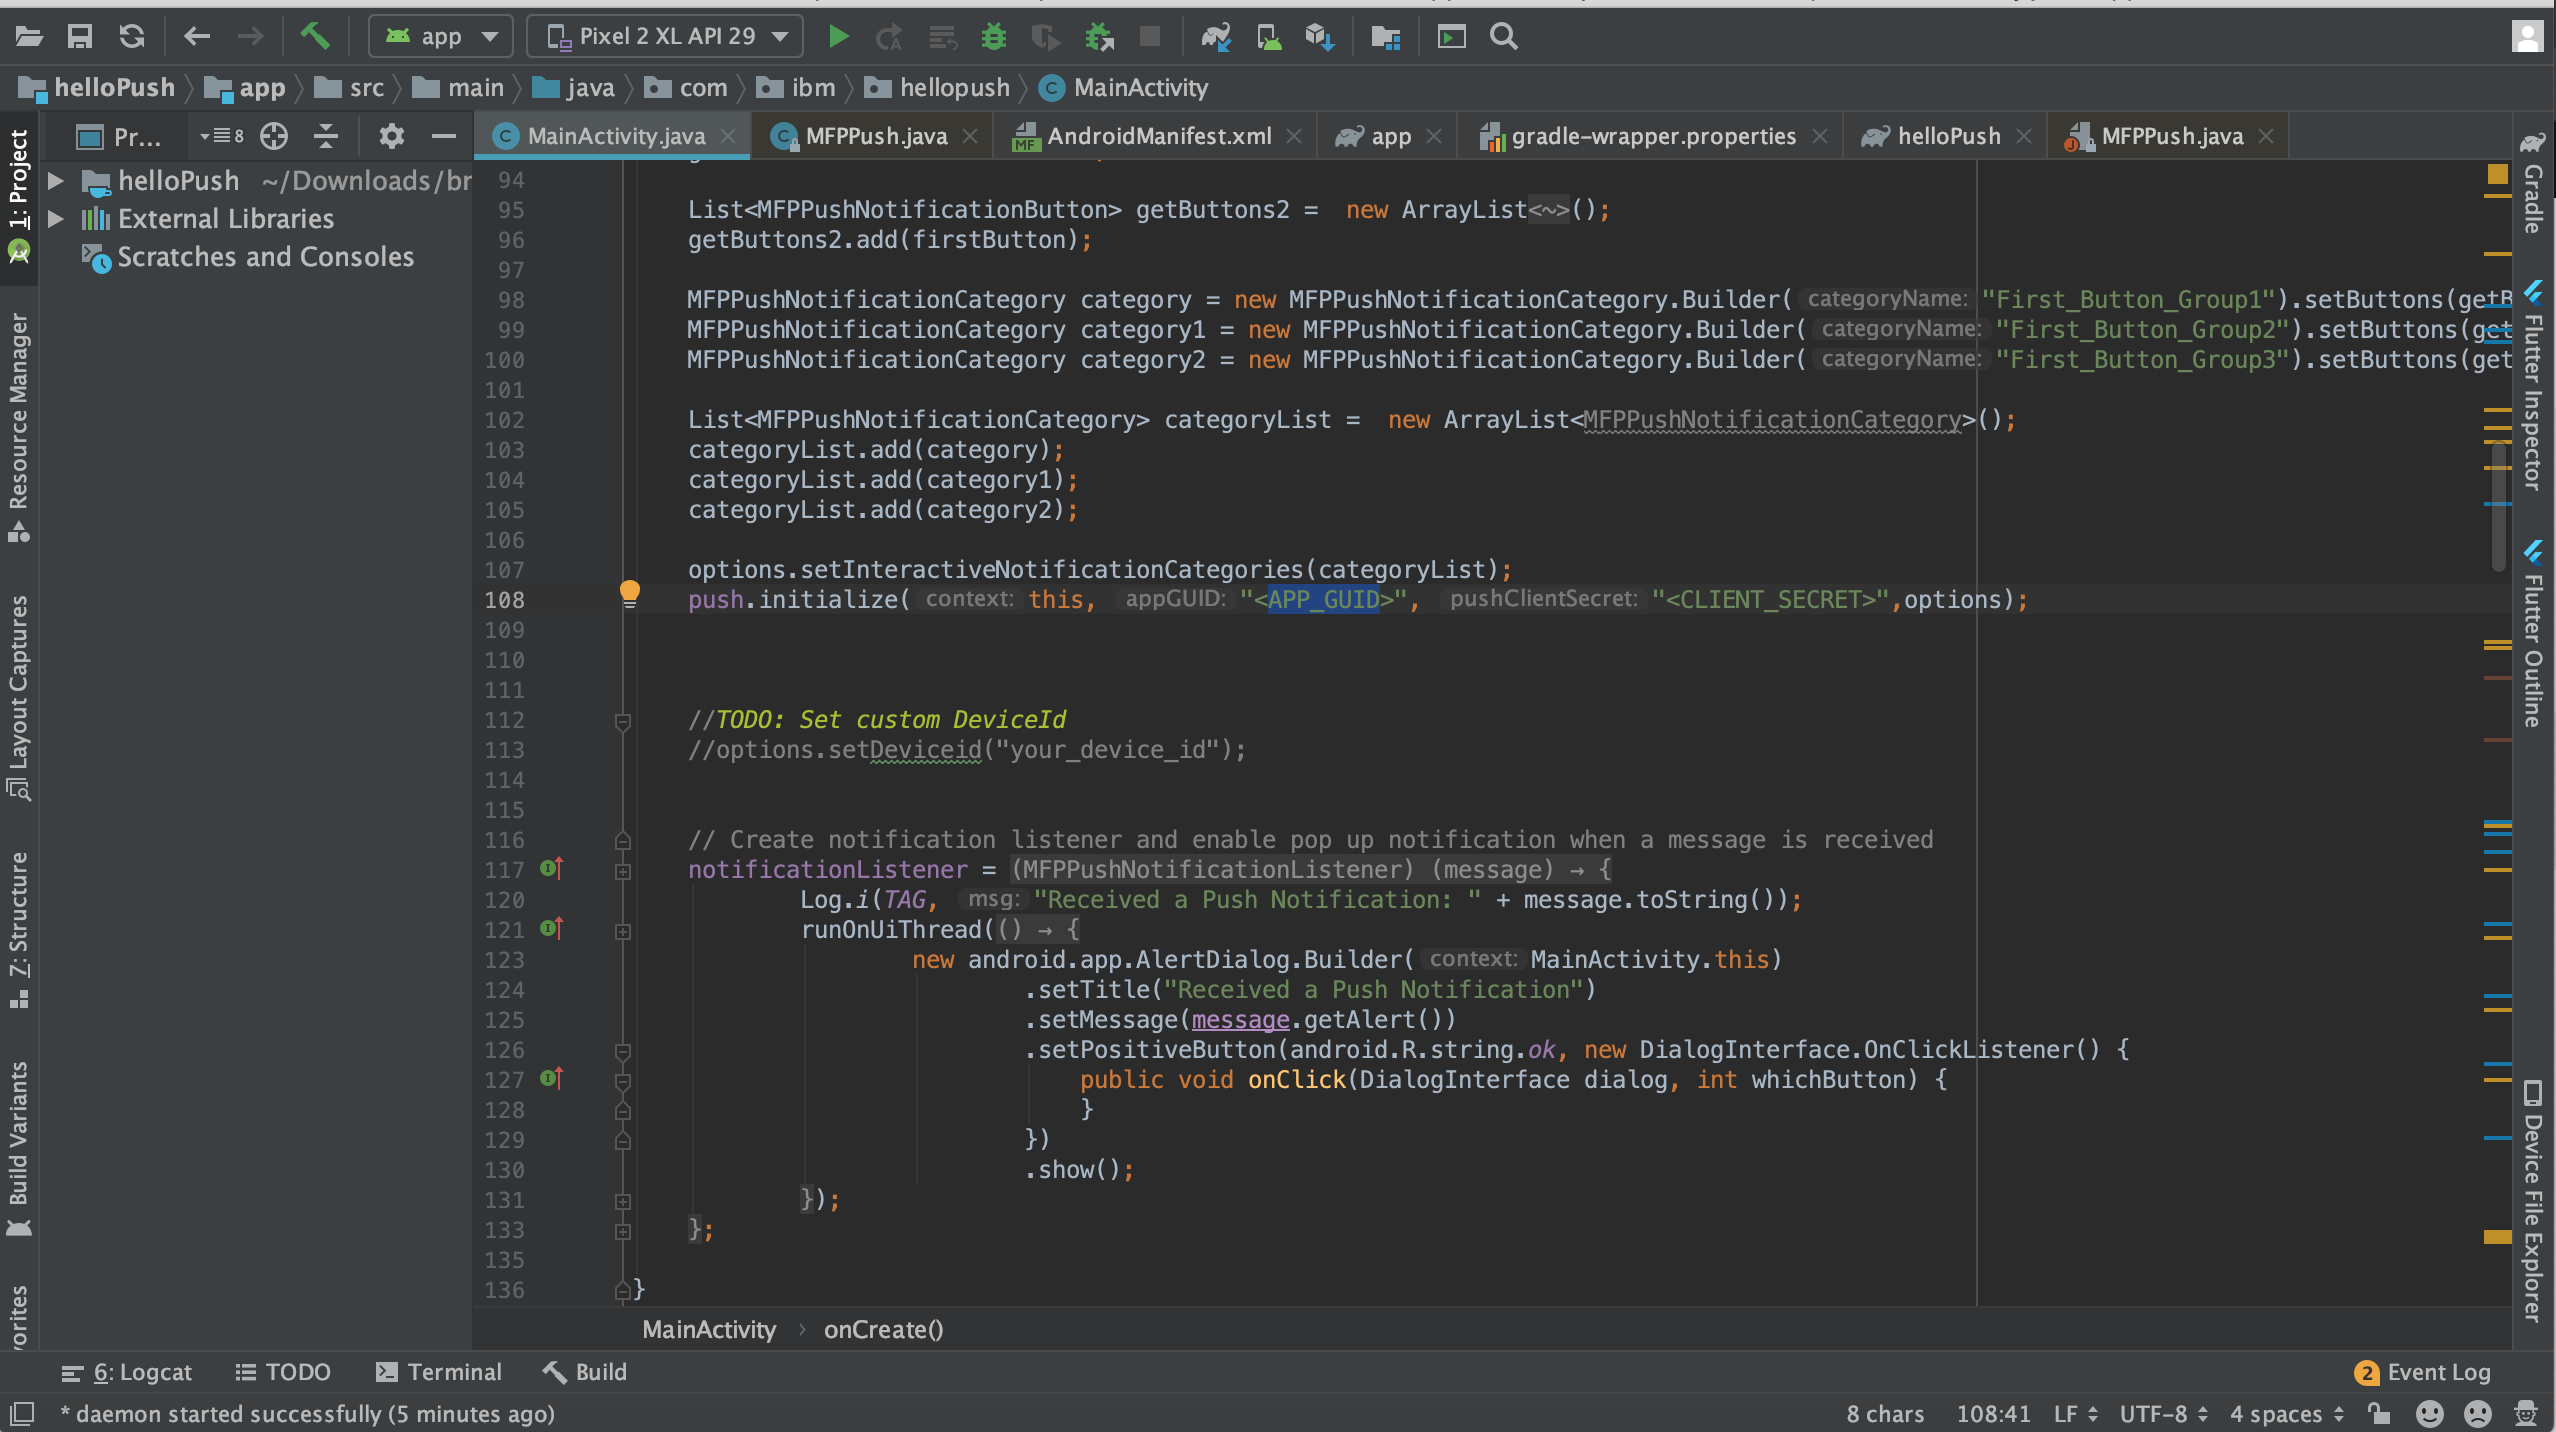 app Pixel 2 XL API 29
helloPush app src main java com ibm hellopush MainActivity
Pr... 8 MainActivity.java MFPPush.java AndroidManifest.xml app gradle-wrapper.properties helloPush MFPPush.java
1: Project
Resource Manager
Layout Captures
7: Structure
Build Variants
vorites
helloPush ~/Downloads/br
External Libraries
Scratches and Consoles
94
95 List<MFPPushNotificationButton> getButtons2 =  new ArrayList<~>();
96 getButtons2.add(firstButton);
97
98 MFPPushNotificationCategory category = new MFPPushNotificationCategory.Builder( categoryName: "First_Button_Group1").setButtons(getB
99 MFPPushNotificationCategory category1 = new MFPPushNotificationCategory.Builder( categoryName: "First_Button_Group2").setButtons(get
100 MFPPushNotificationCategory category2 = new MFPPushNotificationCategory.Builder( categoryName: "First_Button_Group3").setButtons(get
101
102 List<MFPPushNotificationCategory> categoryList =  new ArrayList<MFPPushNotificationCategory>();
103 categoryList.add(category);
104 categoryList.add(category1);
105 categoryList.add(category2);
106
107 options.setInteractiveNotificationCategories(categoryList);
108 push.initialize( context: this, appGUID: "<APP_GUID>", pushClientSecret: "<CLIENT_SECRET>",options);
109
110
111
112 //TODO: Set custom DeviceId
113 //options.setDeviceid("your_device_id");
114
115
116 // Create notification listener and enable pop up notification when a message is received
117 notificationListener = (MFPPushNotificationListener) (message) → {
120 Log.i(TAG, msg: "Received a Push Notification: " + message.toString());
121 runOnUiThread(() → {
123 new android.app.AlertDialog.Builder( context: MainActivity.this)
124 .setTitle("Received a Push Notification")
125 .setMessage(message.getAlert())
126 .setPositiveButton(android.R.string.ok, new DialogInterface.OnClickListener() {
127 public void onClick(DialogInterface dialog, int whichButton) {
128 }
129 })
130 .show();
131 });
133 };
135
136 }
MainActivity › onCreate()
Gradle
Flutter Inspector
Flutter Outline
Device File Explorer
6: Logcat TODO Terminal Build 2 Event Log
* daemon started successfully (5 minutes ago) 8 chars 108:41 LF UTF-8 4 spaces